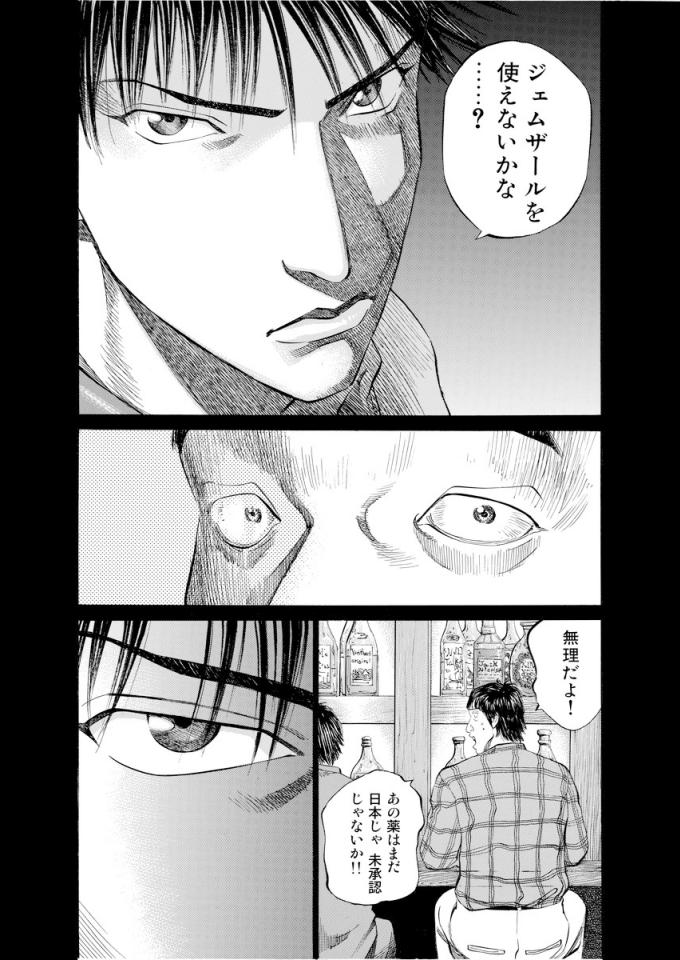 ジェムザールを
使えないかな
……？
無理だよ！
あの薬はまだ
日本じゃ 未承認
じゃないか!!